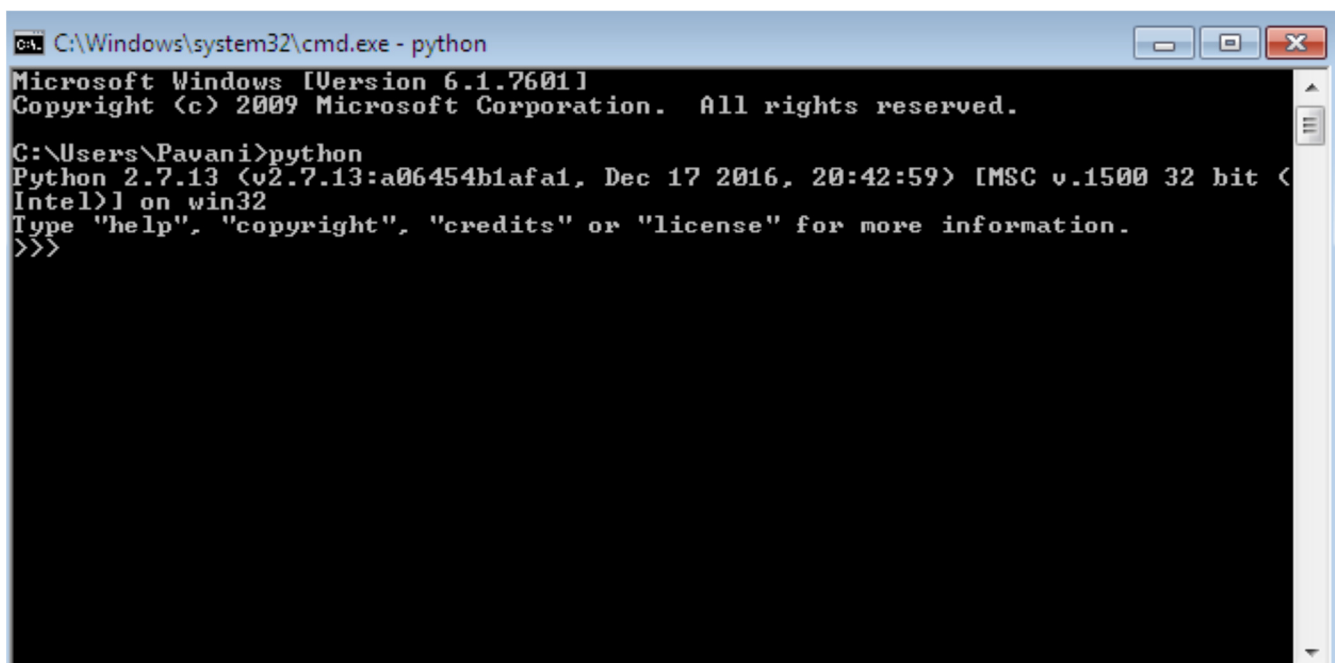 C:\Windows\system32\cmd.exe - python
Microsoft Windows [Version 6.1.7601]
Copyright (c) 2009 Microsoft Corporation.  All rights reserved.
C:\Users\Pavani>python
Python 2.7.13 (v2.7.13:a06454b1afa1, Dec 17 2016, 20:42:59) [MSC v.1500 32 bit (
Intel)] on win32
Type "help", "copyright", "credits" or "license" for more information.
>>>